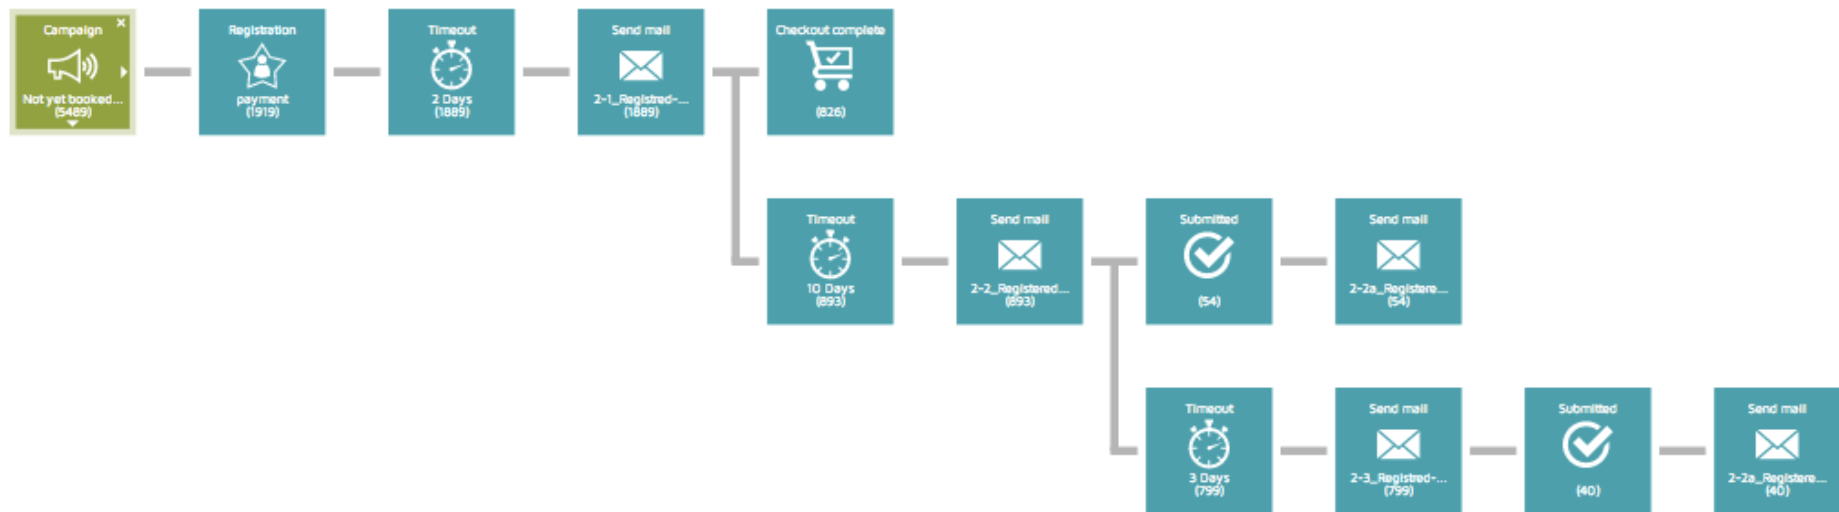 Campaign
Not yet booked...
(5489)
Registration
payment
(1919)
Timeout
2 Days
(1889)
Send mail
2-1_Registred-...
(1889)
Checkout complete
(826)
Timeout
10 Days
(893)
Send mail
2-2_Registered...
(893)
Submitted
(54)
Send mail
2-2a_Registere...
(54)
Timeout
3 Days
(799)
Send mail
2-3_Registred-...
(799)
Submitted
(40)
Send mail
2-2a_Registere...
(40)